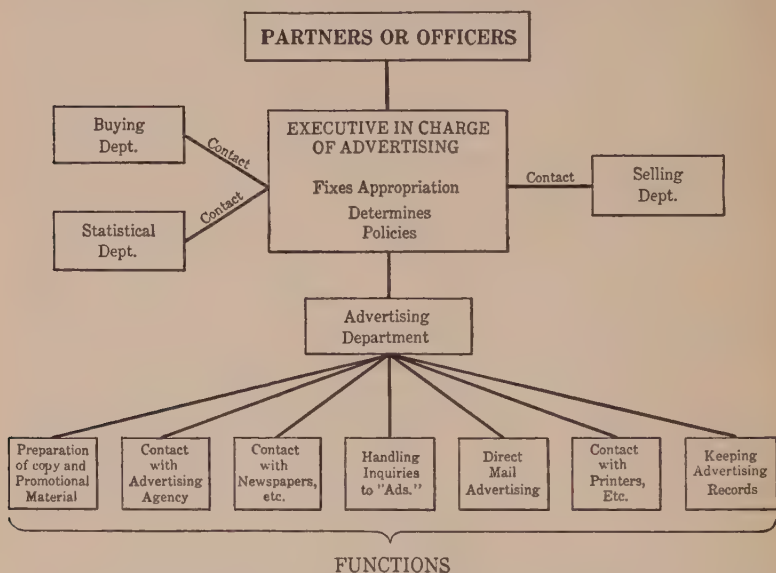 PARTNERS OR OFFICERS
Buying
Dept.
Contact
EXECUTIVE IN CHARGE
OF ADVERTISING
Fixes Appropriation
Determines
Policies
Contact
Selling
Dept.
Contact
Statistical
Dept.
Advertising
Department
Preparation
of copy and
Promotional
Material
Contact
with
Advertising
Agency
Contact
with
Newspapers,
etc.
Handling
Inquiries
to "Ads."
Direct
Mail
Advertising
Contact
with
Printers,
Etc.
Keeping
Advertising
Records
FUNCTIONS